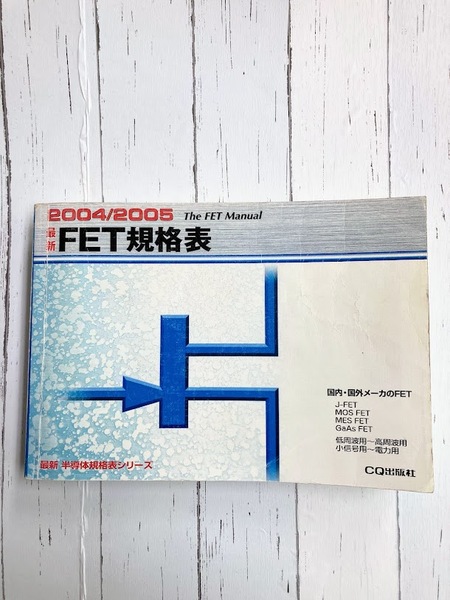 2004/2005 The FET Manual
最新 FET規格表
国内・国外メーカのFET
J-FET
MOS FET
MES FET
GaAs FET
低周波用～高周波用
小信号用～電力用
最新 半導体規格表シリーズ
CQ出版社